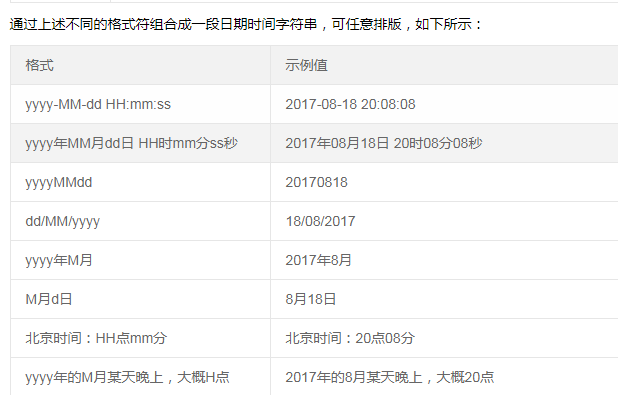 通过上述不同的格式符组合成一段日期时间字符串，可任意排版，如下所示：
格式 示例值
yyyy-MM-dd HH:mm:ss 2017-08-18 20:08:08
yyyy年MM月dd日 HH时mm分ss秒 2017年08月18日 20时08分08秒
yyyyMMdd 20170818
dd/MM/yyyy 18/08/2017
yyyy年M月 2017年8月
M月d日 8月18日
北京时间：HH点mm分 北京时间：20点08分
yyyy年的M月某天晚上，大概H点 2017年的8月某天晚上，大概20点